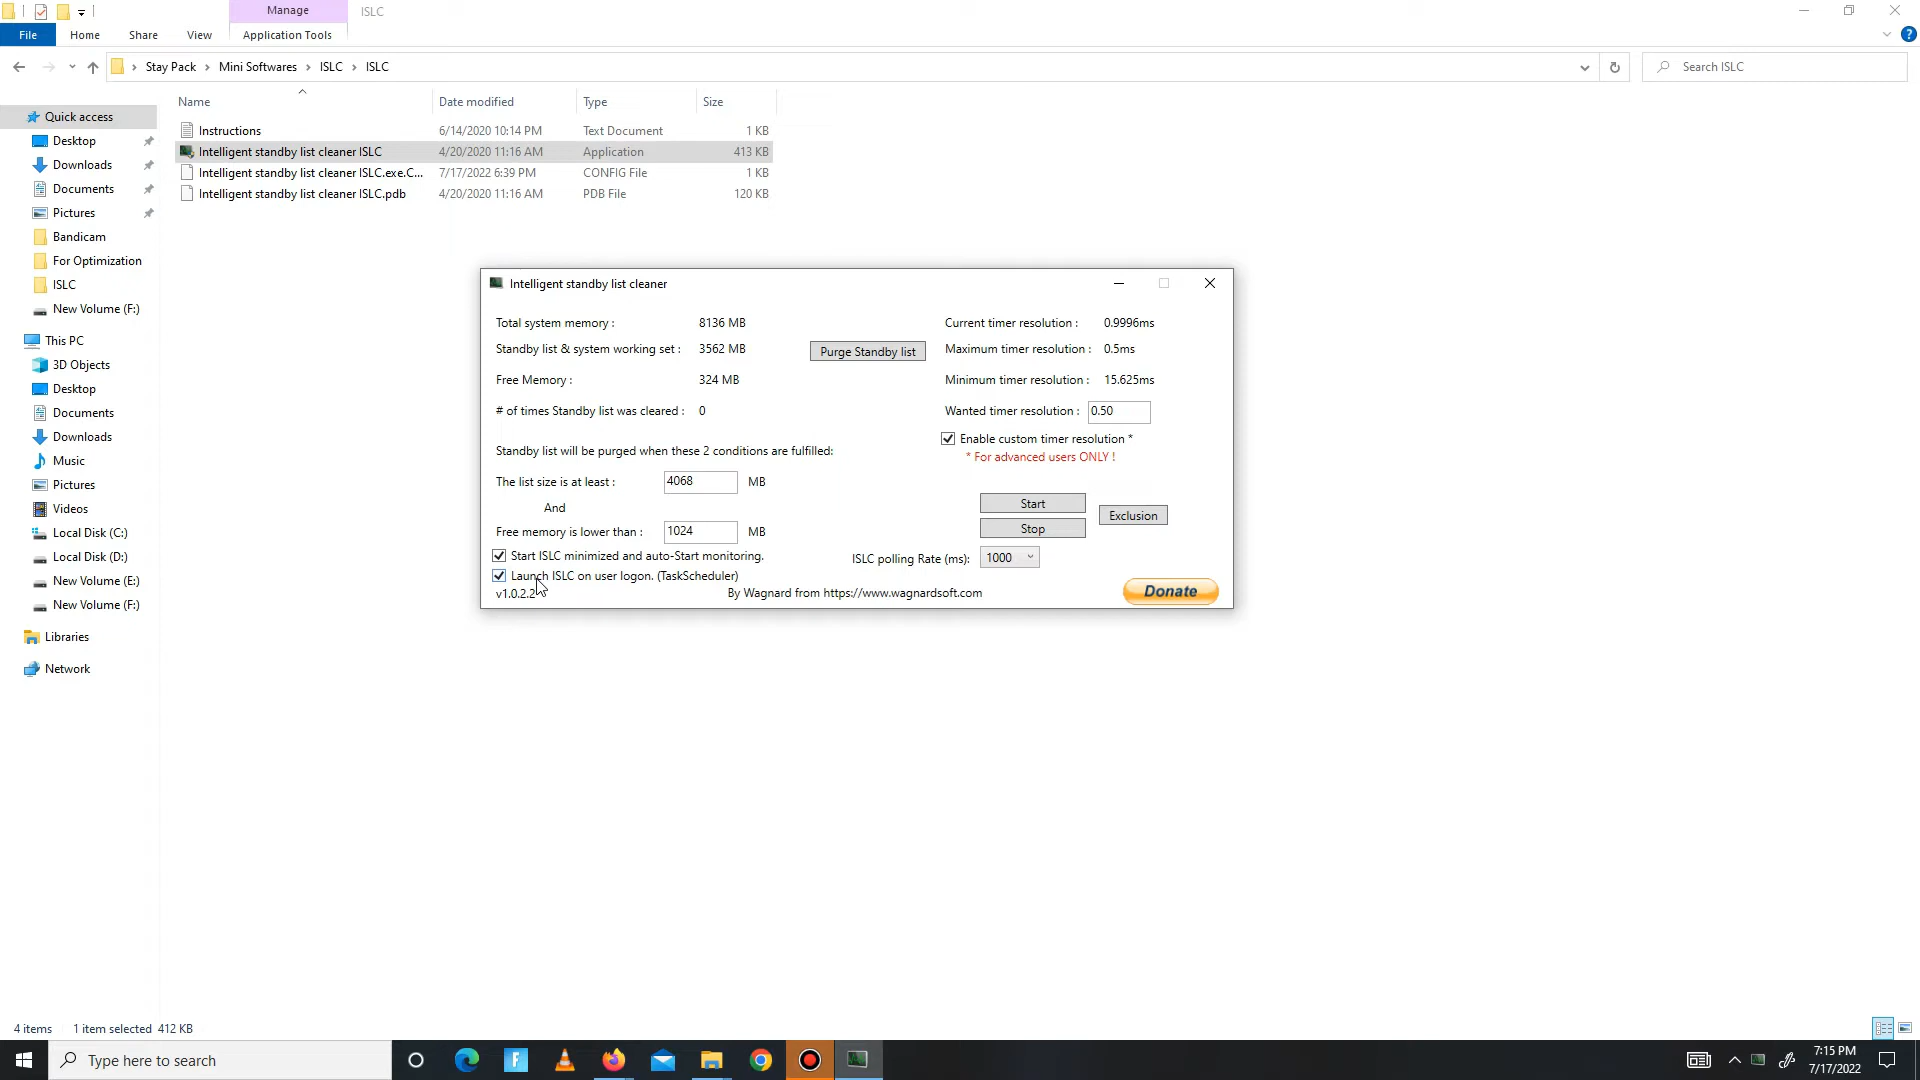 Manage
ISLC
File
Home
Share
View
Application Tools
Stay Pack
Mini Softwares
ISLC
ISLC
Search ISLC
Name
Date modified
Type
Size
Instructions
6/14/2020 10:14 PM
Text Document
1 KB
Intelligent standby list cleaner ISLC
4/20/2020 11:16 AM
Application
413 KB
Intelligent standby list cleaner ISLC.exe.C...
7/17/2022 6:39 PM
CONFIG File
1 KB
Intelligent standby list cleaner ISLC.pdb
4/20/2020 11:16 AM
PDB File
120 KB
Quick access
Desktop
Downloads
Documents
Pictures
Bandicam
For Optimization
ISLC
New Volume (F:)
This PC
3D Objects
Desktop
Documents
Downloads
Music
Pictures
Videos
Local Disk (C:)
Local Disk (D:)
New Volume (E:)
New Volume (F:)
Libraries
Network
Intelligent standby list cleaner
Total system memory : 8136 MB
Standby list & system working set : 3562 MB
Purge Standby list
Free Memory : 324 MB
# of times Standby list was cleared : 0
Standby list will be purged when these 2 conditions are fulfilled:
The list size is at least : 4068 MB
And
Free memory is lower than : 1024 MB
Start ISLC minimized and auto-Start monitoring.
Launch ISLC on user logon. (TaskScheduler)
v1.0.2.2
By Wagnard from https://www.wagnardsoft.com
Current timer resolution : 0.9996ms
Maximum timer resolution : 0.5ms
Minimum timer resolution : 15.625ms
Wanted timer resolution : 0.50
Enable custom timer resolution *
* For advanced users ONLY !
Start
Stop
Exclusion
ISLC polling Rate (ms): 1000
Donate
4 items
1 item selected 412 KB
Type here to search
7:15 PM
7/17/2022